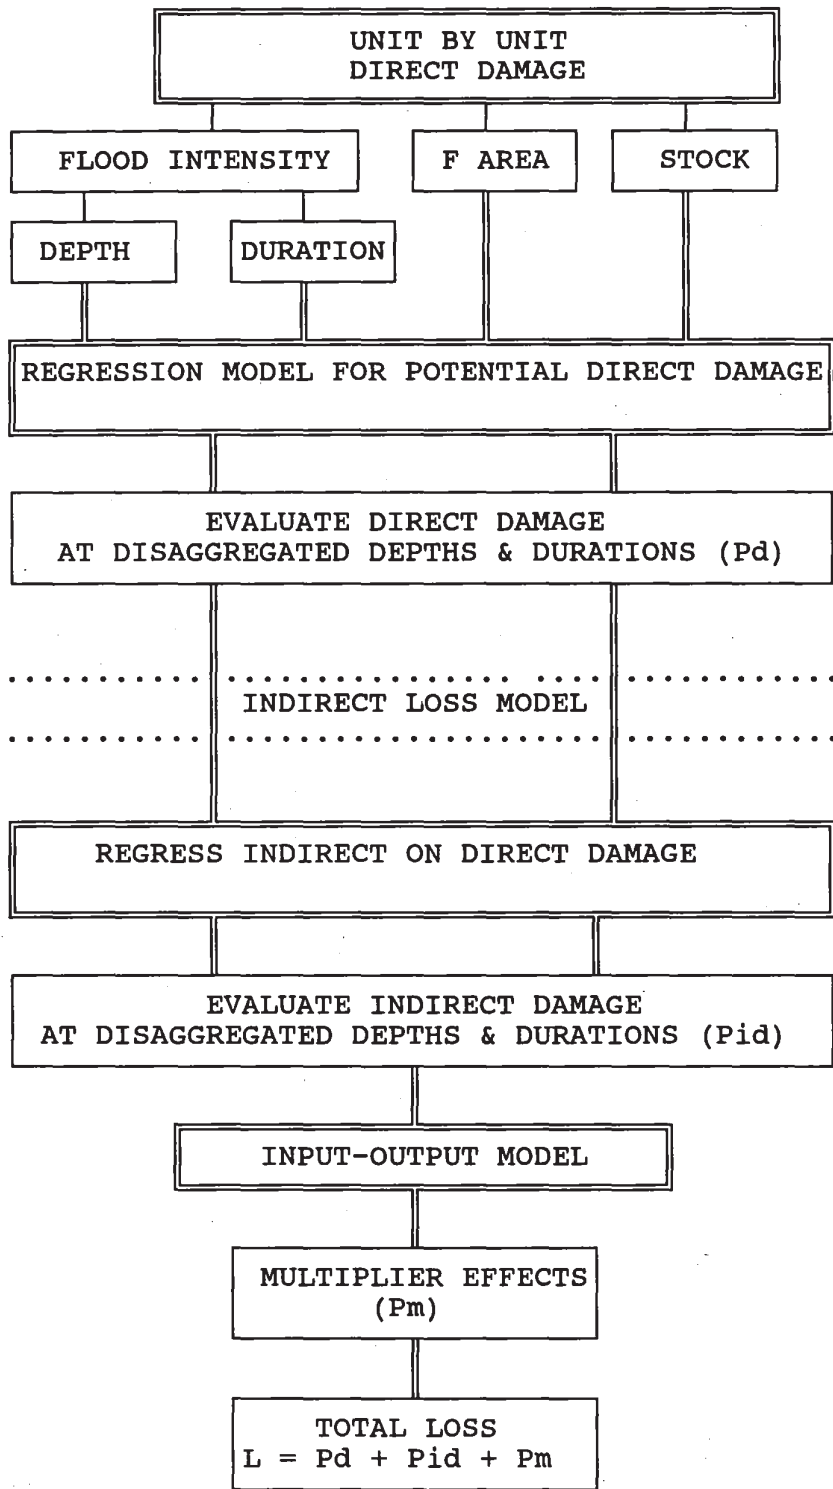 UNIT BY UNIT
DIRECT DAMAGE
FLOOD INTENSITY
F AREA
STOCK
DEPTH
DURATION
REGRESSION MODEL FOR POTENTIAL DIRECT DAMAGE
EVALUATE DIRECT DAMAGE
AT DISAGGREGATED DEPTHS & DURATIONS (Pd)
INDIRECT LOSS MODEL
REGRESS INDIRECT ON DIRECT DAMAGE
EVALUATE INDIRECT DAMAGE
AT DISAGGREGATED DEPTHS & DURATIONS (Pid)
INPUT-OUTPUT MODEL
MULTIPLIER EFFECTS
(Pm)
TOTAL LOSS
L = Pd + Pid + Pm